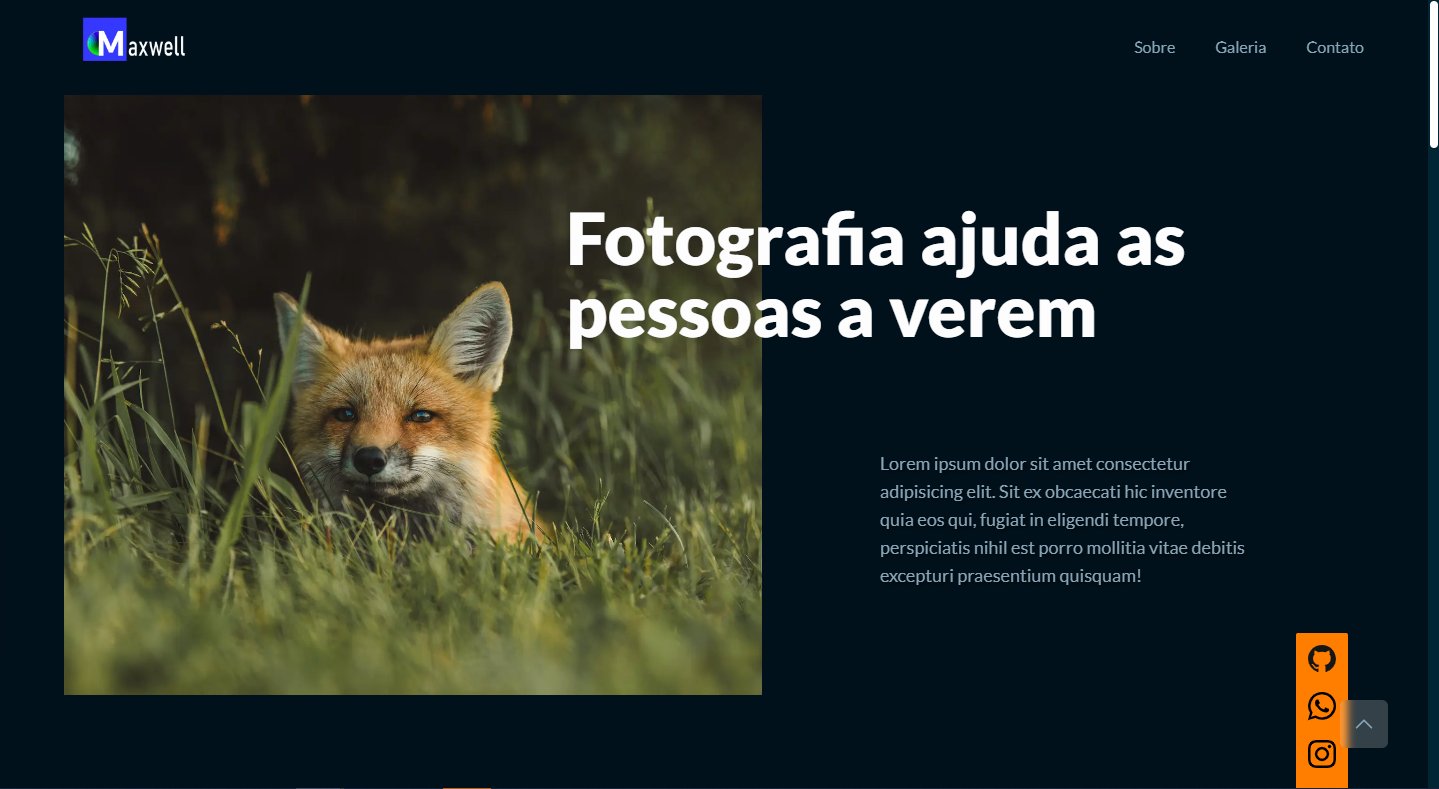 Maxwell
Sobre Galeria Contato
Fotografia ajuda as
pessoas a verem
Lorem ipsum dolor sit amet consectetur
adipisicing elit. Sit ex obcaecati hic inventore
quia eos qui, fugiat in eligendi tempore,
perspiciatis nihil est porro mollitia vitae debitis
excepturi praesentium quisquam!